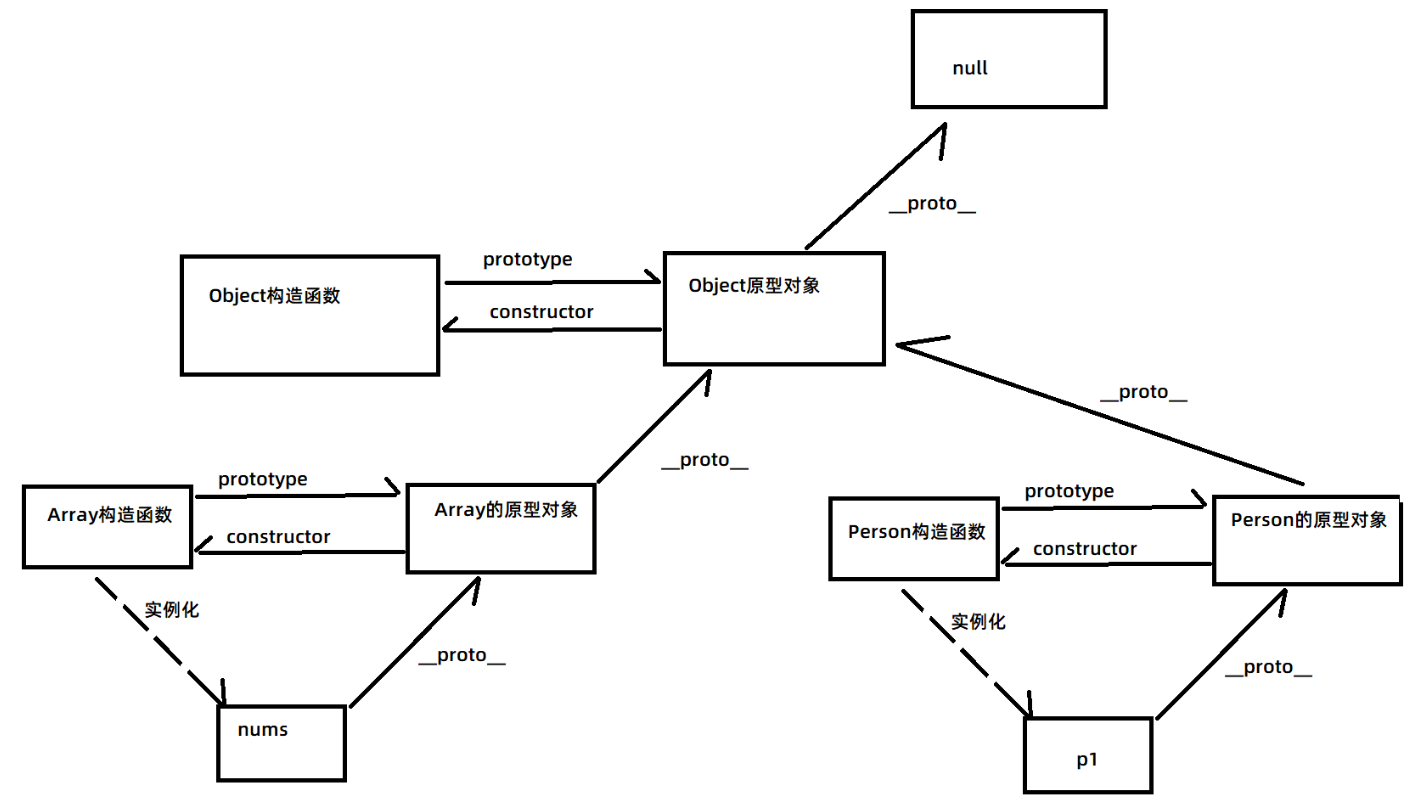 null
__proto__
prototype
Object构造函数
Object原型对象
constructor
__proto__
__proto__
prototype
Array构造函数
Array的原型对象
constructor
prototype
Person构造函数
Person的原型对象
constructor
实例化
__proto__
实例化
__proto__
nums
p1